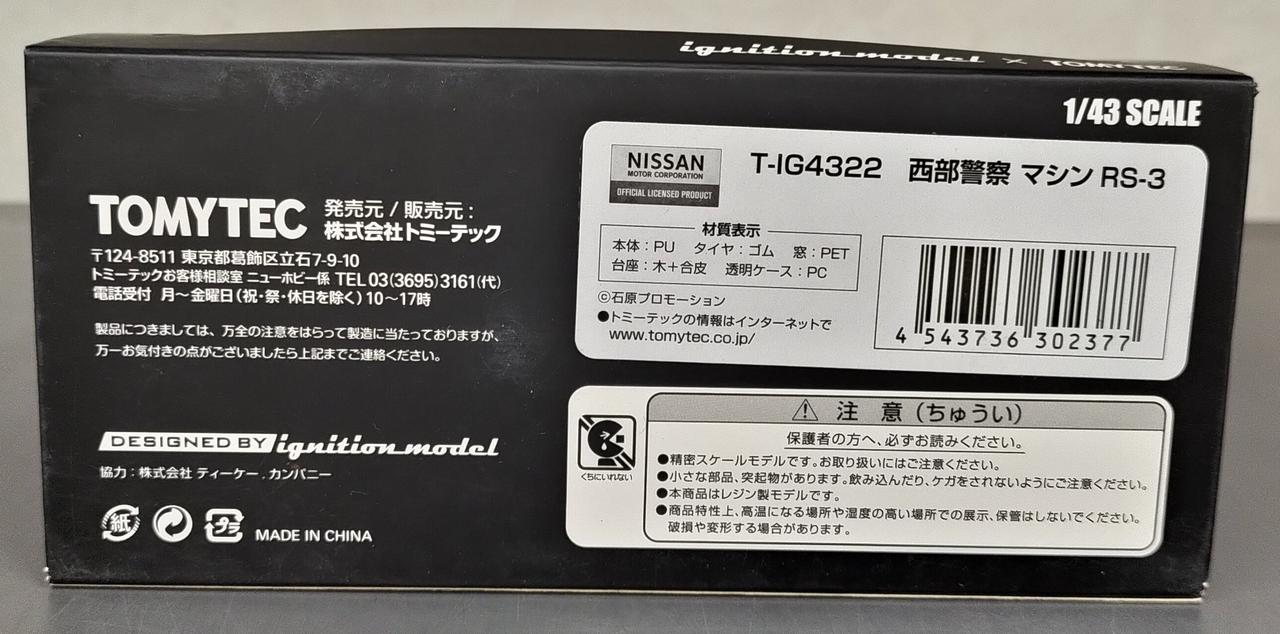 ignition model × TOMYTEC
1/43 SCALE
TOMYTEC 発売元 / 販売元:
株式会社トミーテック
〒124-8511 東京都葛飾区立石7-9-10
トミーテックお客様相談室 ニューホビー係 TEL 03(3695)3161(代)
電話受付 月~金曜日(祝・祭・休日を除く)10~17時
製品につきましては、万全の注意をはらって製造に当たっておりますが、
万一お気付きの点がございましたら上記までご連絡ください。
DESIGNED BY ignition model
協力:株式会社 ティーケー.カンパニー
紙
プラ
MADE IN CHINA
NISSAN
MOTOR CORPORATION
OFFICIAL LICENSED PRODUCT
T-IG4322 西部警察 マシン RS-3
材質表示
本体:PU タイヤ:ゴム 窓:PET
台座:木+合皮 透明ケース:PC
©石原プロモーション
●トミーテックの情報はインターネットで
www.tomytec.co.jp/
4 543736 302377
注 意(ちゅうい)
保護者の方へ、必ずお読みください。
くちにいれない
●精密スケールモデルです。お取り扱いにはご注意ください。
●小さな部品、突起物があります。飲み込んだり、ケガをされないようにご注意ください。
●本商品はレジン製モデルです。
●商品特性上、高温になる場所や湿度の高い場所での展示、保管はしないでください。
破損や変形する場合があります。